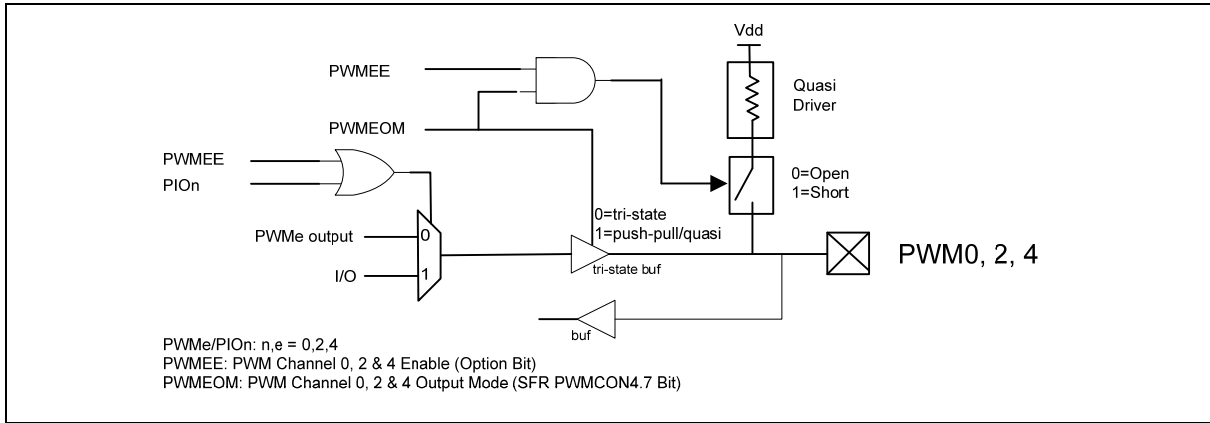 Vdd
PWMEE
Quasi
Driver
PWMEOM
PWMEE
PIOn
0=Open
1=Short
0=tri-state
1=push-pull/quasi
PWMe output
0
I/O
1
tri-state buf
PWM0, 2, 4
buf
PWMe/PIOn: n,e = 0,2,4
PWMEE: PWM Channel 0, 2 & 4 Enable (Option Bit)
PWMEOM: PWM Channel 0, 2 & 4 Output Mode (SFR PWMCON4.7 Bit)